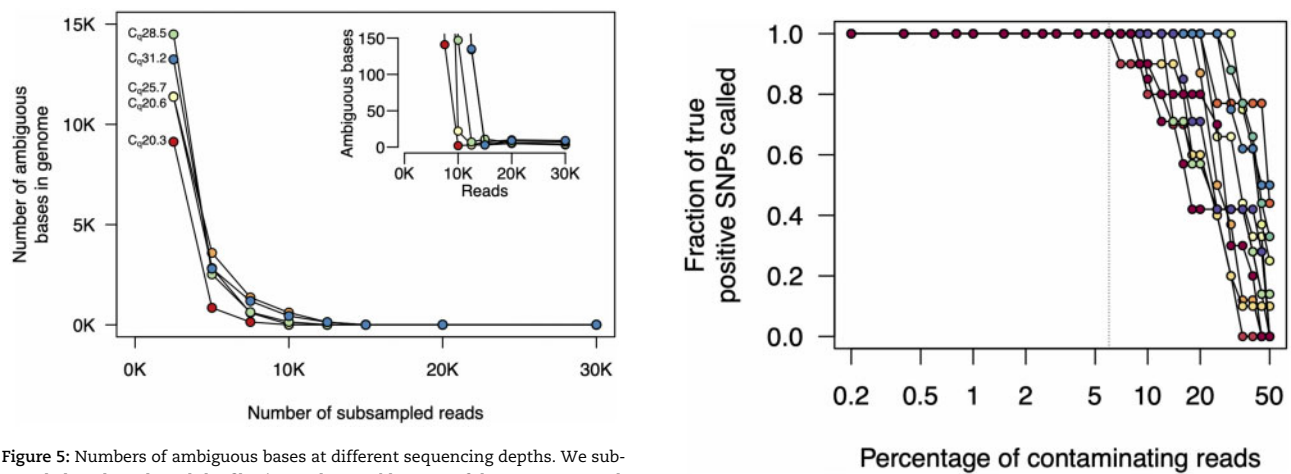 15K
10K
5K
0K
Number of ambiguous
bases in genome
Cq28.5
Cq31.2
Cq25.7
Cq20.6
Cq20.3
Ambiguous bases
150
100
50
0
0K 10K 20K 30K
Reads
0K 10K 20K 30K
Number of subsampled reads
Figure 5: Numbers of ambiguous bases at different sequencing depths. We sub-
Fraction of true
positive SNPs called
1.0
0.8
0.6
0.4
0.2
0.0
0.2 0.5 1 2 5 10 20 50
Percentage of contaminating reads